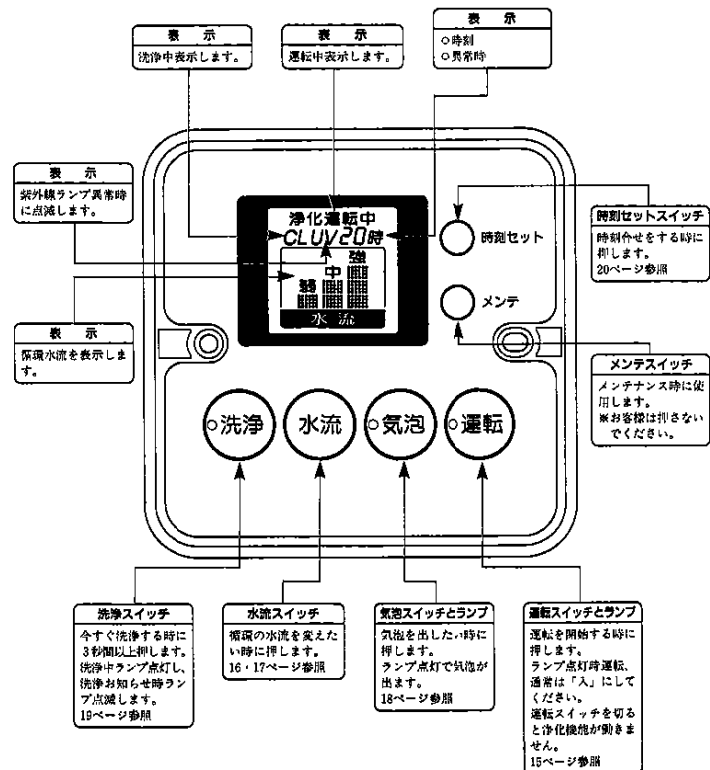 表 示
洗浄中表示します。
表 示
運転中表示します。
表 示
○時刻
○異常時
表 示
紫外線ランプ異常時
に点滅します。
表 示
循環水流を表示しま
す。
浄化運転中
CLUV20時
強
中
弱
水 流
時刻セット
メンテ
時刻セットスイッチ
時刻合せをする時に
押します。
20ページ参照
メンテスイッチ
メンテナンス時に使
用します。
※お客様は押さない
でください。
洗浄
水流
気泡
運転
洗浄スイッチ
今すぐ洗浄する時に
3秒間以上押します。
洗浄中ランプ点灯し、
洗浄お知らせ時ラン
プ点滅します。
19ページ参照
水流スイッチ
循環の水流を変えた
い時に押します。
16・17ページ参照
気泡スイッチとランプ
気泡を出したい時に
押します。
ランプ点灯で気泡が
出ます。
18ページ参照
運転スイッチとランプ
運転を開始する時に
押します。
ランプ点灯時運転、
通常は「入」にして
ください。
運転スイッチを切る
と浄化機能が働きま
せん。
15ページ参照